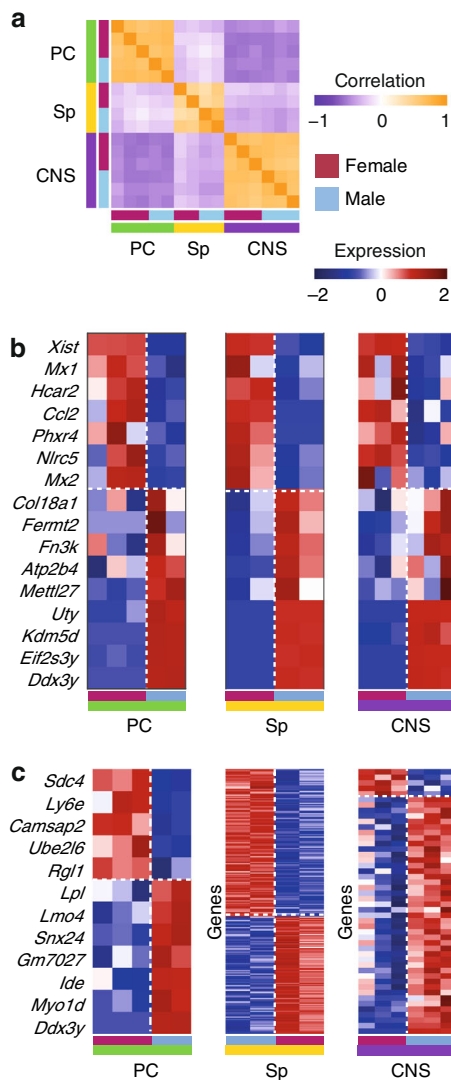 a
PC
Sp
CNS
PC Sp CNS
Correlation
−1 0 1
Female
Male
Expression
−2 0 2
b
Xist
Mx1
Hcar2
Ccl2
Phxr4
Nlrc5
Mx2
Col18a1
Fermt2
Fn3k
Atp2b4
Mettl27
Uty
Kdm5d
Eif2s3y
Ddx3y
PC Sp CNS
c
Sdc4
Ly6e
Camsap2
Ube2l6
Rgl1
Lpl
Lmo4
Snx24
Gm7027
Ide
Myo1d
Ddx3y
Genes
Genes
PC Sp CNS